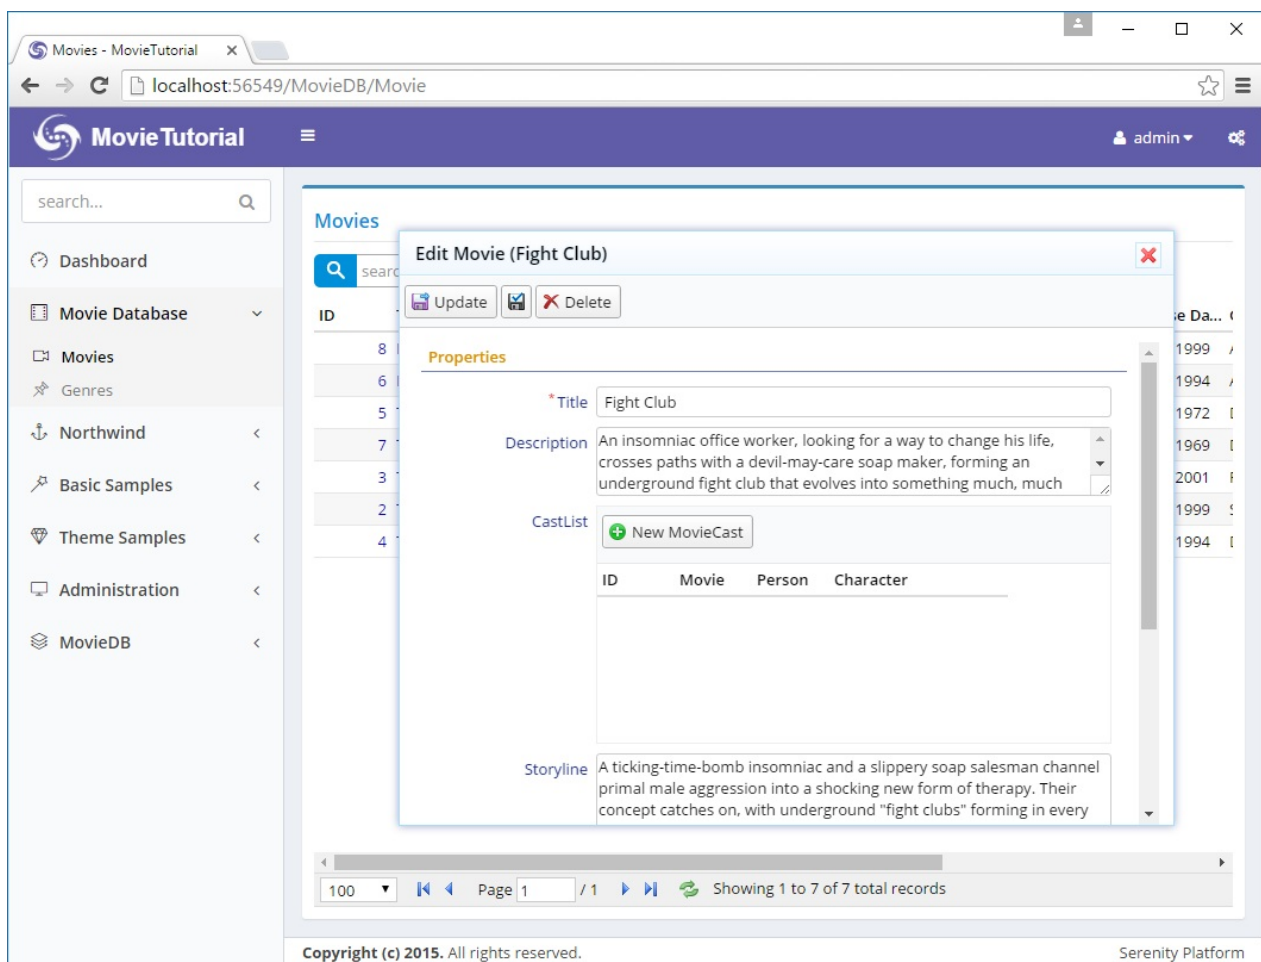 Movies - MovieTutorial
localhost:56549/MovieDB/Movie
MovieTutorial
admin
search...
Dashboard
Movie Database
Movies
Genres
Northwind
Basic Samples
Theme Samples
Administration
MovieDB
Movies
searc
ID
se Da...
8 1999
6 1994
5 1972
7 1969
3 2001
2 1999
4 1994
Edit Movie (Fight Club)
Update
Delete
Properties
*Title Fight Club
Description An insomniac office worker, looking for a way to change his life,
crosses paths with a devil-may-care soap maker, forming an
underground fight club that evolves into something much, much
CastList
New MovieCast
ID Movie Person Character
Storyline A ticking-time-bomb insomniac and a slippery soap salesman channel
primal male aggression into a shocking new form of therapy. Their
concept catches on, with underground "fight clubs" forming in every
100 Page 1 / 1 Showing 1 to 7 of 7 total records
Copyright (c) 2015. All rights reserved. Serenity Platform